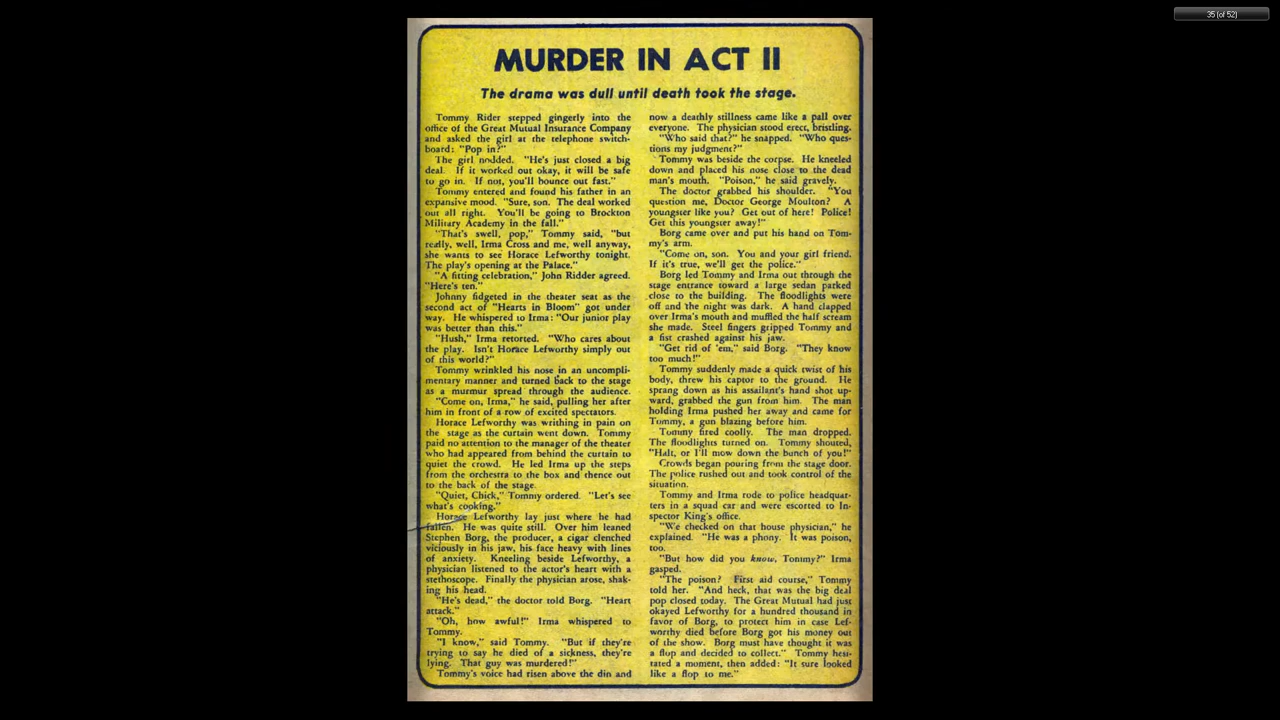 35 (of 52)
MURDER IN ACT II
The drama was dull until death took the stage.
Tommy Rider stepped gingerly into the
office of the Great Mutual Insurance Company
and asked the girl at the telephone switch-
board: "Pop in?"
The girl nodded. "He's just closed a big
deal. If it worked out okay, it will be safe
to go in. If not, you'll bounce out fast."
Tommy entered and found his father in an
expansive mood. "Sure, son. The deal worked
out all right. You'll be going to Brockton
Military Academy in the fall."
"That's swell, pop," Tommy said, "but
really, well, Irma Cross and me, well anyway,
she wants to see Horace Lefworthy tonight.
The play's opening at the Palace."
"A fitting celebration," John Ridder agreed.
"Here's ten."
Johnny fidgeted in the theater seat as the
second act of "Hearts in Bloom" got under
way. He whispered to Irma: "Our junior play
was better than this."
"Hush," Irma retorted. "Who cares about
the play. Isn't Horace Lefworthy simply out
of this world?"
Tommy wrinkled his nose in an uncompli-
mentary manner and turned back to the stage
as a murmur spread through the audience.
"Come on, Irma," he said, pulling her after
him in front of a row of excited spectators.
Horace Lefworthy was writhing in pain on
the stage as the curtain went down. Tommy
paid no attention to the manager of the theater
who had appeared from behind the curtain to
quiet the crowd. He led Irma up the steps
from the orchestra to the box and thence out
to the back of the stage.
"Quiet, Chick," Tommy ordered. "Let's see
what's cooking."
Horace Lefworthy lay just where he had
fallen. He was quite still. Over him leaned
Stephen Borg, the producer, a cigar clenched
viciously in his jaw, his face heavy with lines
of anxiety. Kneeling beside Lefworthy, a
physician listened to the actor's heart with a
stethoscope. Finally the physician arose, shak-
ing his head.
"He's dead," the doctor told Borg. "Heart
attack."
"Oh, how awful!" Irma whispered to
Tommy.
"I know," said Tommy. "But if they're
trying to say he died of a sickness, they're
lying. That guy was murdered!"
Tommy's voice had risen above the din and
now a deathly stillness came like a pall over
everyone. The physician stood erect, bristling.
"Who said that?" he snapped. "Who ques-
tions my judgment?"
Tommy was beside the corpse. He kneeled
down and placed his nose close to the dead
man's mouth. "Poison," he said gravely.
The doctor grabbed his shoulder. "You
question me, Doctor George Moulton? A
youngster like you? Get out of here! Police!
Get this youngster away!"
Borg came over and put his hand on Tom-
my's arm.
"Come on, son. You and your girl friend.
If it's true, we'll get the police."
Borg led Tommy and Irma out through the
stage entrance toward a large sedan parked
close to the building. The floodlights were
off and the night was dark. A hand clapped
over Irma's mouth and muffled the half scream
she made. Steel fingers gripped Tommy and
a fist crashed against his jaw.
"Get rid of 'em," said Borg. "They know
too much!"
Tommy suddenly made a quick twist of his
body, threw his captor to the ground. He
sprang down as his assailant's hand shot up-
ward, grabbed the gun from him. The man
holding Irma pushed her away and came for
Tommy, a gun blazing before him.
Tommy fired coolly. The man dropped.
The floodlights turned on. Tommy shouted,
"Halt, or I'll mow down the bunch of you!"
Crowds began pouring from the stage door.
The police rushed out and took control of the
situation.
Tommy and Irma rode to police headquar-
ters in a squad car and were escorted to In-
spector King's office.
"We checked on that house physician," he
explained. "He was a phony. It was poison,
too.
"But how did you know, Tommy?" Irma
gasped.
"The poison? First aid course," Tommy
told her. "And heck, that was the big deal
pop closed today. The Great Mutual had just
okayed Lefworthy for a hundred thousand in
favor of Borg, to protect him in case Lef-
worthy died before Borg got his money out
of the show. Borg must have thought it was
a flop and decided to collect." Tommy hesi-
tated a moment, then added: "It sure looked
like a flop to me."